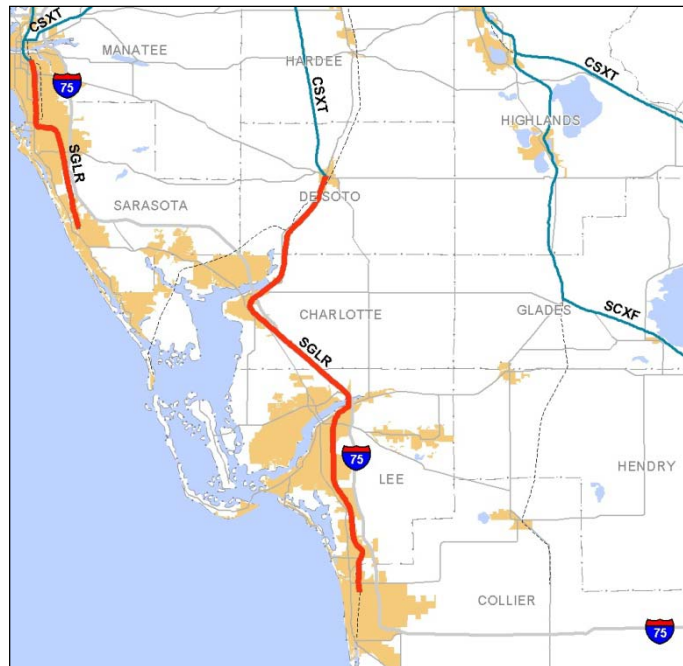 CSXT
MANATEE
HARDEE
CSXT
75
CSXT
HIGHLANDS
SGLR
SARASOTA
DE SOTO
CHARLOTTE
GLADES
SCXF
SGLR
75
LEE
HENDRY
COLLIER
75